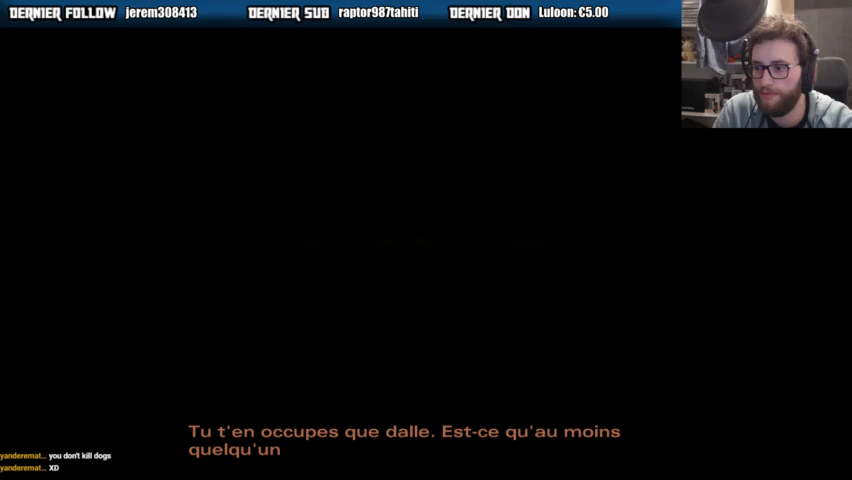 DERNIER FOLLOW jerem308413 DERNIER SUB raptor987tahiti DERNIER DON Luloon: €5.00
Tu t'en occupes que dalle. Est-ce qu'au moins
quelqu'un
yanderemat... you don't kill dogs
yanderemat... XD